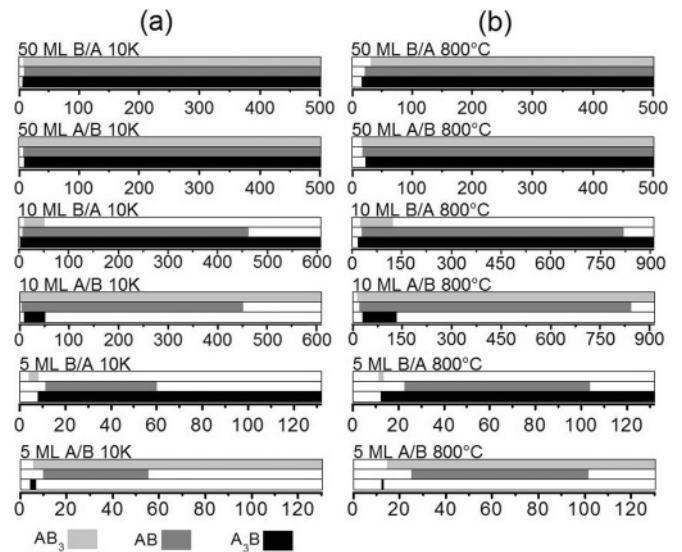 (a)
50 ML B/A 10K
0 100 200 300 400 500
50 ML A/B 10K
0 100 200 300 400 500
10 ML B/A 10K
0 100 200 300 400 500 600
10 ML A/B 10K
0 100 200 300 400 500 600
5 ML B/A 10K
0 20 40 60 80 100 120
5 ML A/B 10K
0 20 40 60 80 100 120
(b)
50 ML B/A 800°C
0 100 200 300 400 500
50 ML A/B 800°C
0 100 200 300 400 500
10 ML B/A 800°C
0 150 300 450 600 750 900
10 ML A/B 800°C
0 150 300 450 600 750 900
5 ML B/A 800°C
0 20 40 60 80 100 120
5 ML A/B 800°C
0 20 40 60 80 100 120
AB₃ AB A₃B